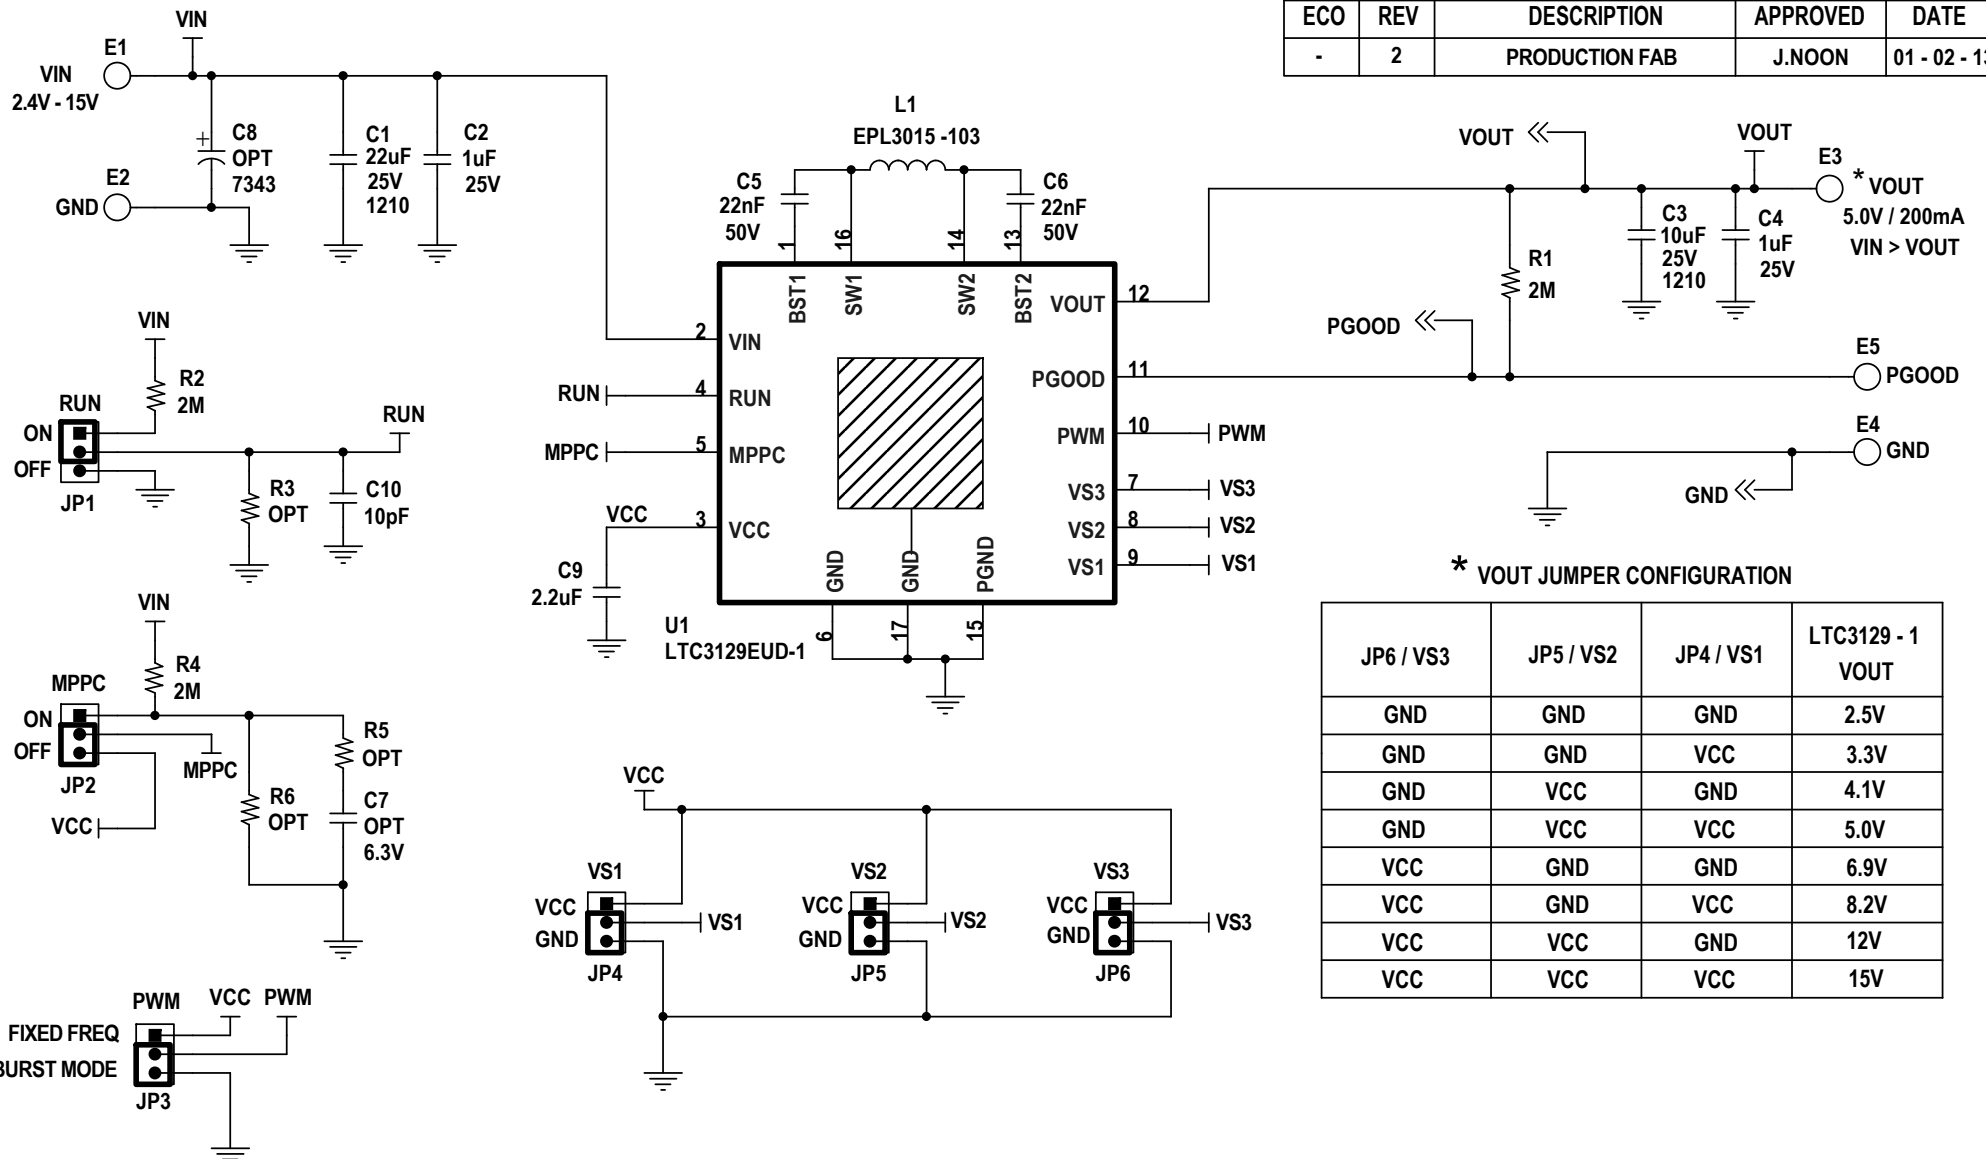 ECO REV DESCRIPTION APPROVED DATE
- 2 PRODUCTION FAB J.NOON 01 - 02 - 13
VIN
E1
VIN
2.4V - 15V
+
C8
OPT
7343
C1
22uF
25V
1210
C2
1uF
25V
E2
GND
L1
EPL3015 -103
C5
22nF
50V
C6
22nF
50V
1
16
14
13
BST1
SW1
SW2
BST2
VOUT
VOUT
E3
* VOUT
5.0V / 200mA
VIN > VOUT
C3
10uF
25V
1210
C4
1uF
25V
R1
2M
PGOOD
E5
PGOOD
E4
GND
GND
2 VIN
RUN 4 RUN
MPPC 5 MPPC
VCC 3 VCC
C9
2.2uF
VOUT 12
PGOOD 11
PWM 10 PWM
VS3 7 VS3
VS2 8 VS2
VS1 9 VS1
GND
GND
PGND
6
17
15
U1
LTC3129EUD-1
VIN
R2
2M
RUN
ON
OFF
JP1
RUN
R3
OPT
C10
10pF
VIN
R4
2M
MPPC
ON
OFF
JP2
MPPC
VCC
R6
OPT
R5
OPT
C7
OPT
6.3V
PWM
VCC PWM
FIXED FREQ
BURST MODE
JP3
VCC
VS1
VCC
GND
VS1
JP4
VS2
VCC
GND
VS2
JP5
VS3
VCC
GND
VS3
JP6
* VOUT JUMPER CONFIGURATION
JP6 / VS3 JP5 / VS2 JP4 / VS1 LTC3129 - 1
VOUT
GND GND GND 2.5V
GND GND VCC 3.3V
GND VCC GND 4.1V
GND VCC VCC 5.0V
VCC GND GND 6.9V
VCC GND VCC 8.2V
VCC VCC GND 12V
VCC VCC VCC 15V